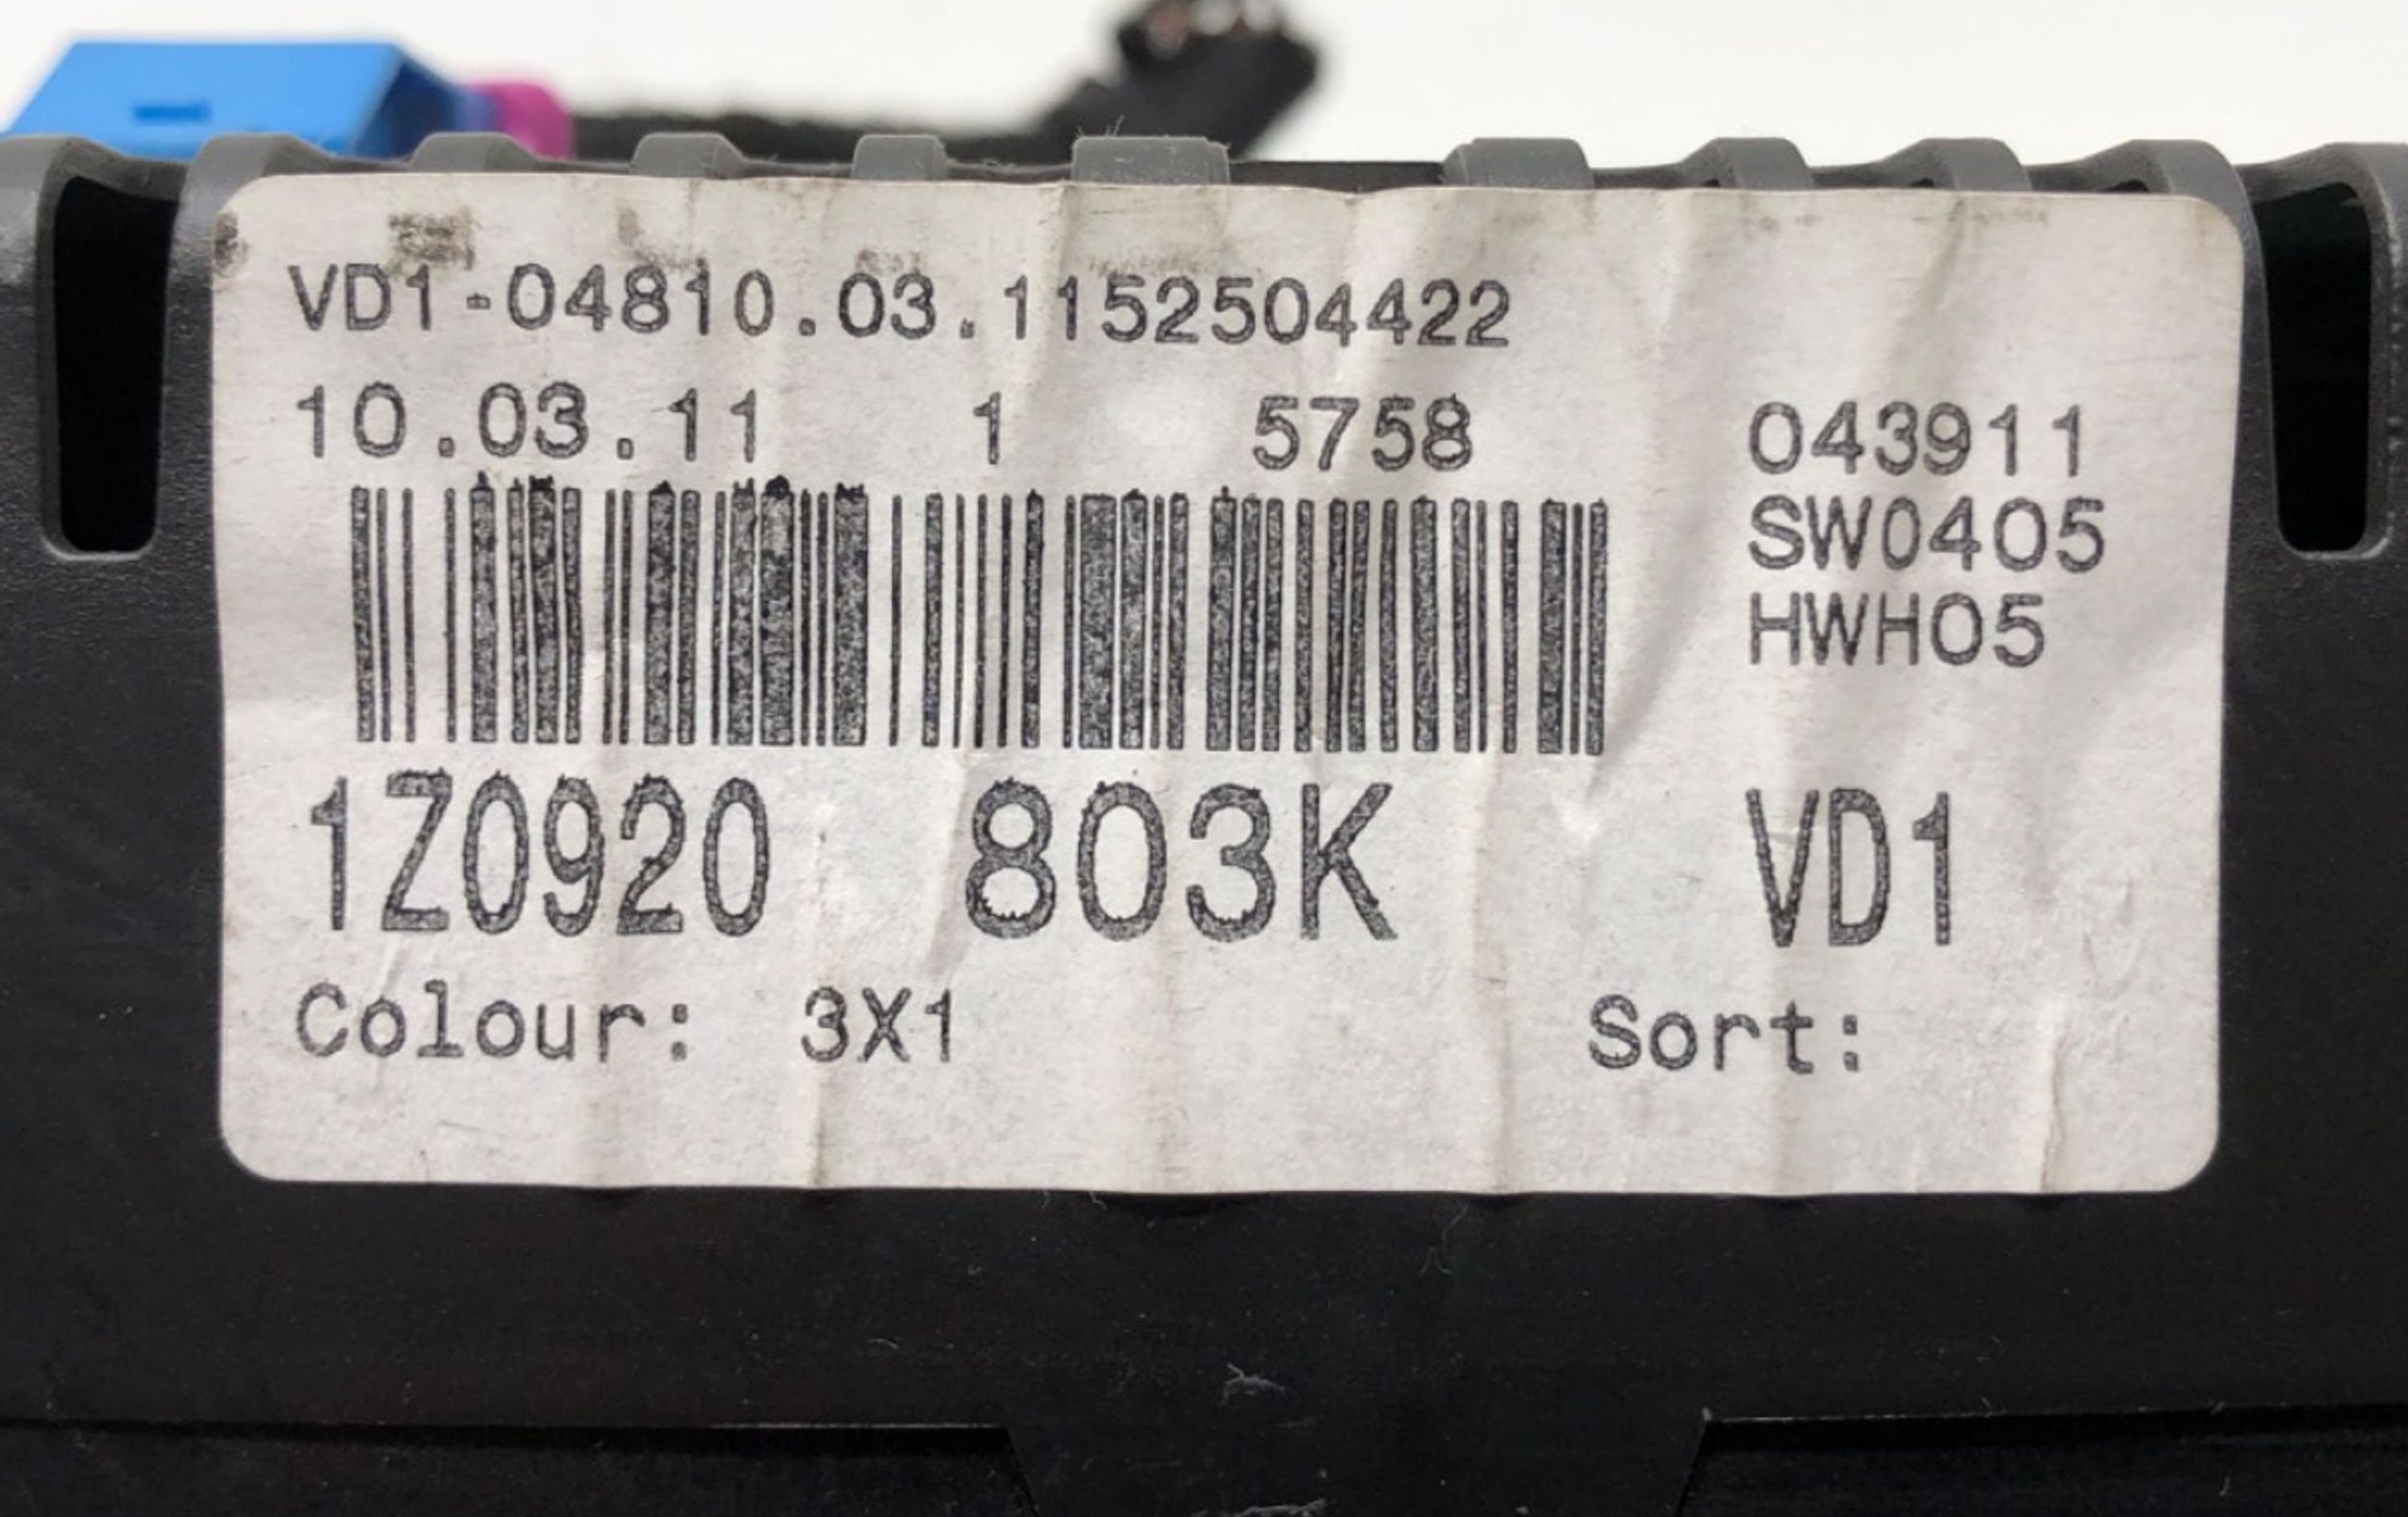 VD1-04810.03.1152504422
10.03.11 1 5758 043911
SW0405
HWH05
1Z0920 803K VD1
Colour: 3X1 Sort: